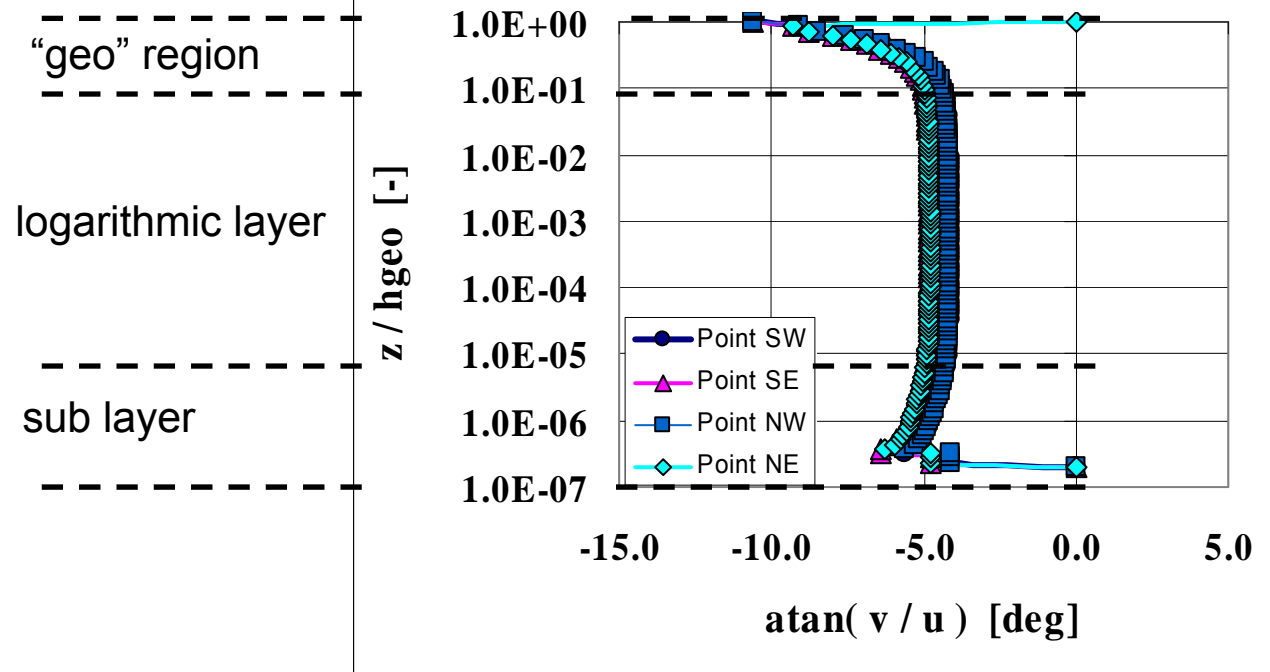 “geo” region
logarithmic layer
sub layer
z / hgeo [-]
1.0E+00
1.0E-01
1.0E-02
1.0E-03
1.0E-04
1.0E-05
1.0E-06
1.0E-07
Point SW
Point SE
Point NW
Point NE
-15.0 -10.0 -5.0 0.0 5.0
atan( v / u ) [deg]